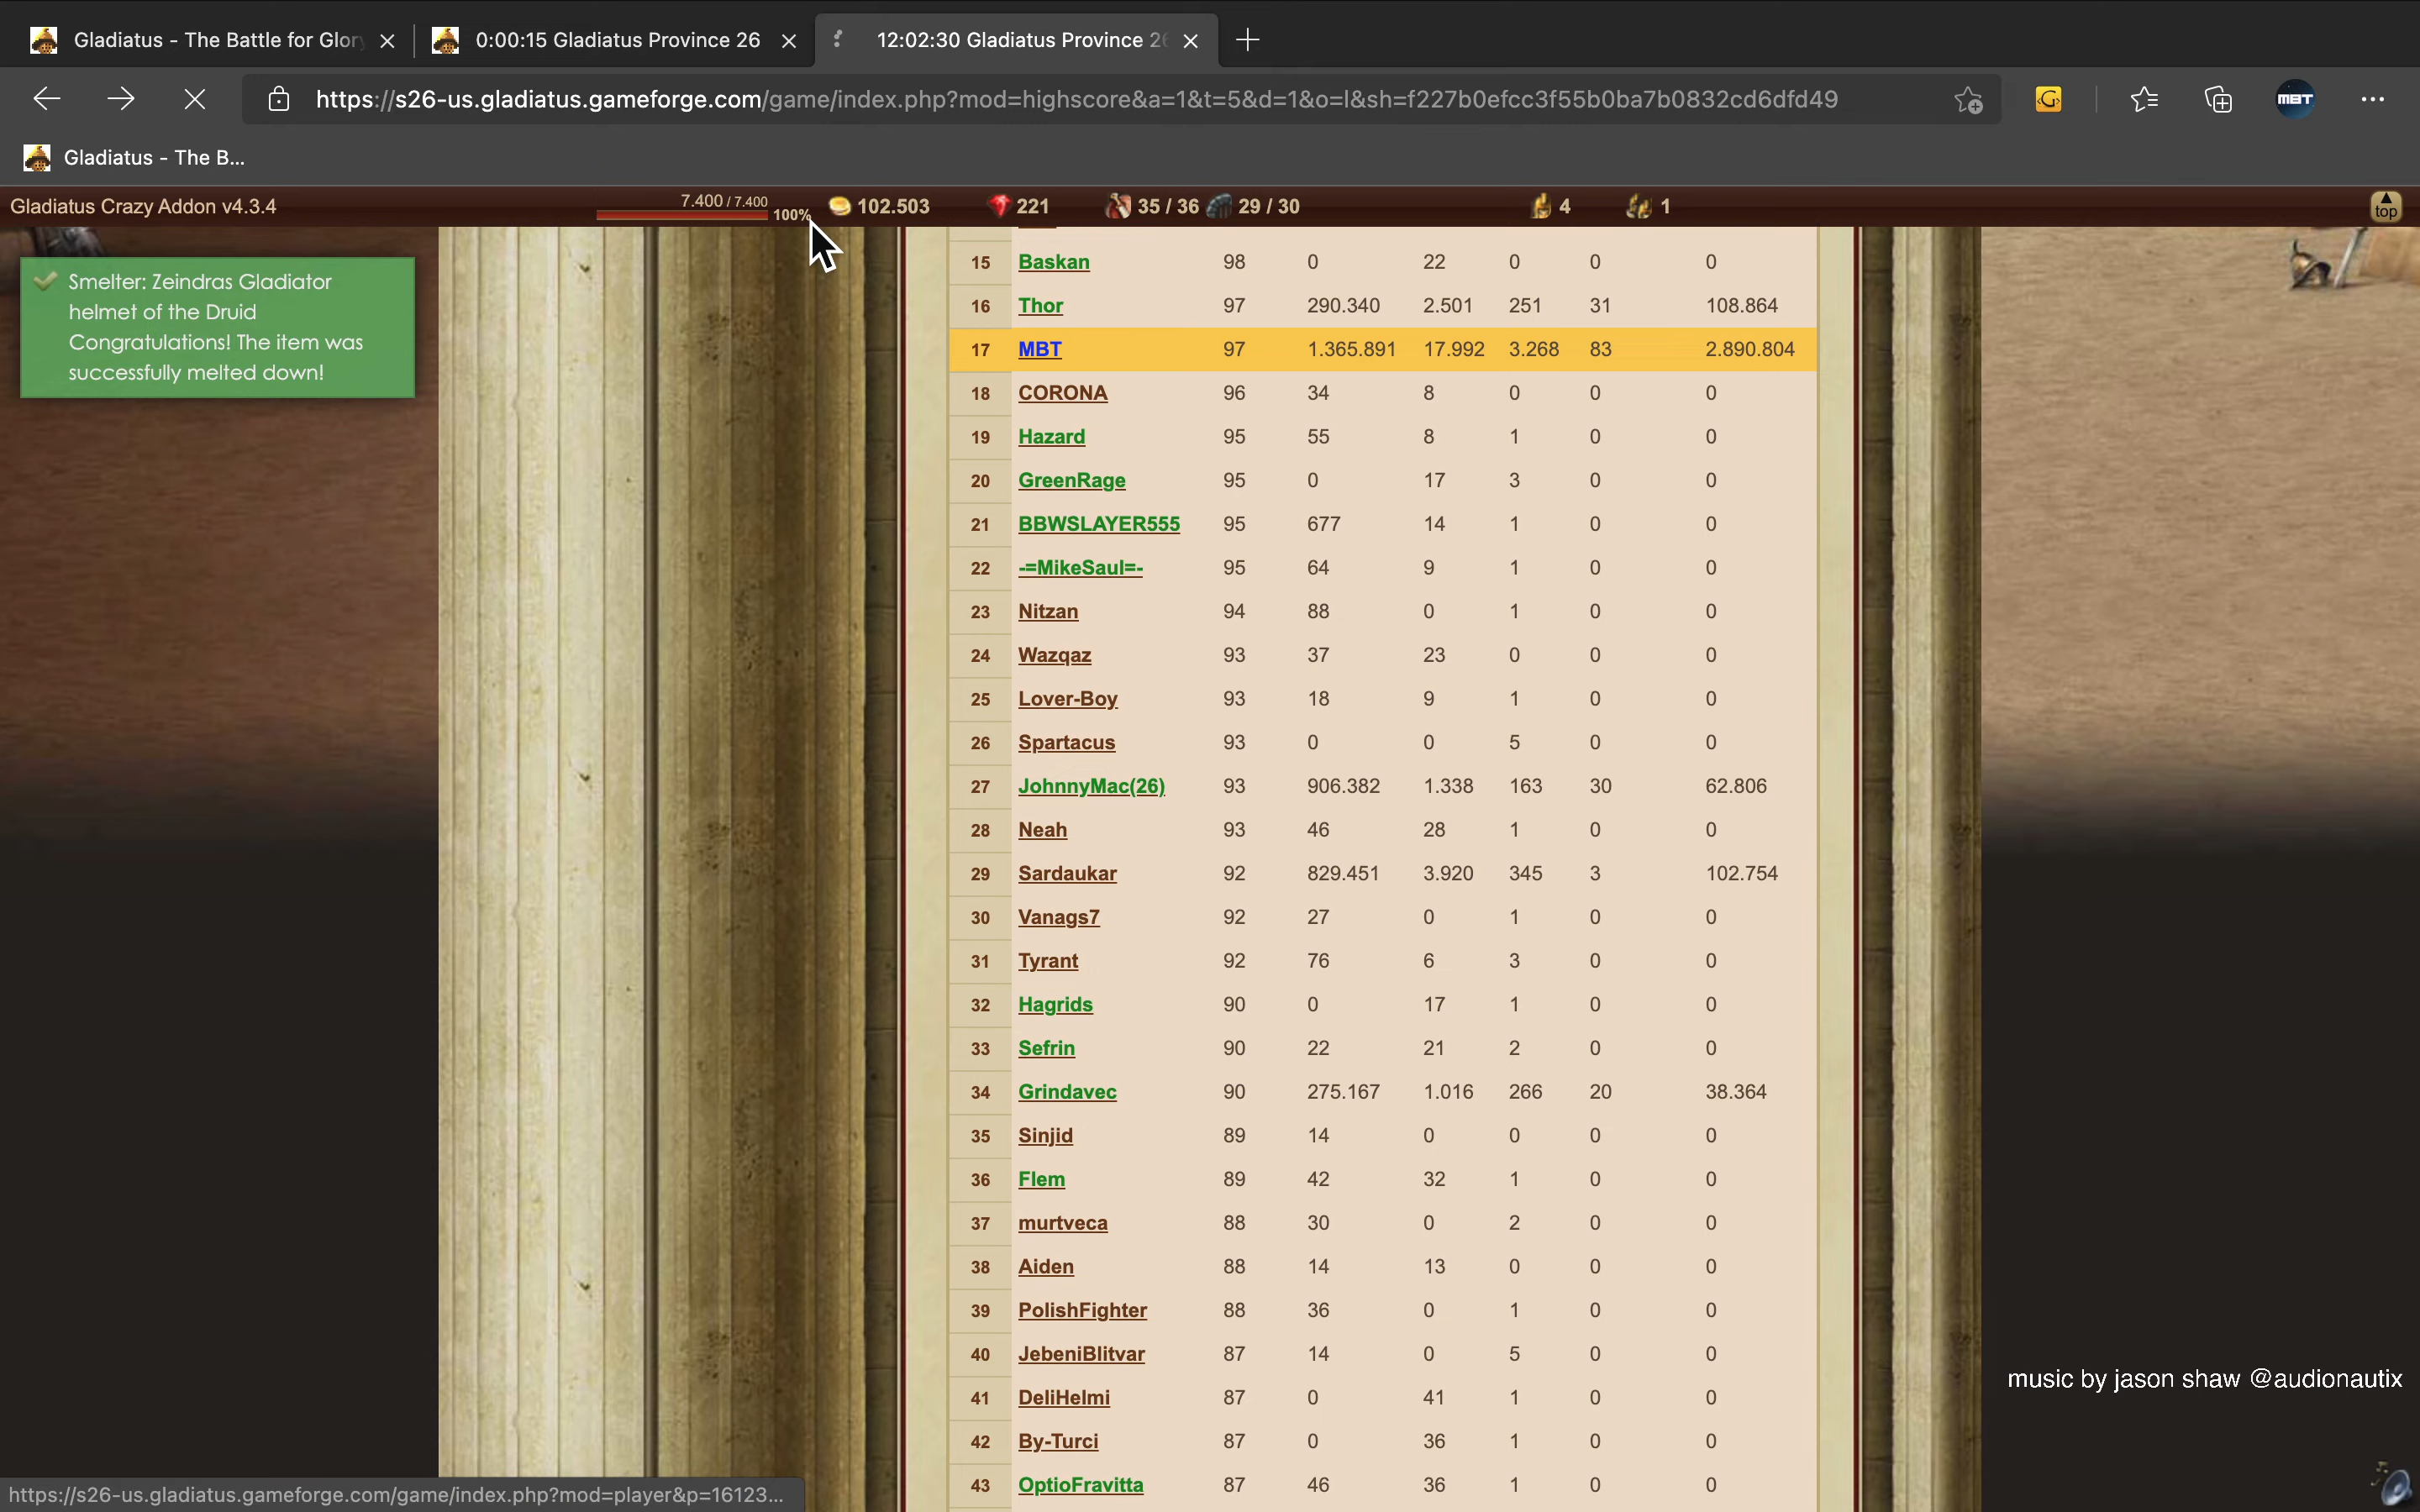 Gladiatus - The Battle for Glor
0:00:15 Gladiatus Province 26
12:02:30 Gladiatus Province 26
https://s26-us.gladiatus.gameforge.com/game/index.php?mod=highscore&a=1&t=5&d=1&o=l&sh=f227b0efcc3f55b0ba7b0832cd6dfd49
MBT
Gladiatus - The B...
Gladiatus Crazy Addon v4.3.4
7.400 / 7.400
100%
102.503
221
35 / 36
29 / 30
4
1
top
Smelter: Zeindras Gladiator
helmet of the Druid
Congratulations! The item was
successfully melted down!
15 Baskan 98 0 22 0 0 0
16 Thor 97 290.340 2.501 251 31 108.864
17 MBT 97 1.365.891 17.992 3.268 83 2.890.804
18 CORONA 96 34 8 0 0 0
19 Hazard 95 55 8 1 0 0
20 GreenRage 95 0 17 3 0 0
21 BBWSLAYER555 95 677 14 1 0 0
22 -=MikeSaul=- 95 64 9 1 0 0
23 Nitzan 94 88 0 1 0 0
24 Wazqaz 93 37 23 0 0 0
25 Lover-Boy 93 18 9 1 0 0
26 Spartacus 93 0 0 5 0 0
27 JohnnyMac(26) 93 906.382 1.338 163 30 62.806
28 Neah 93 46 28 1 0 0
29 Sardaukar 92 829.451 3.920 345 3 102.754
30 Vanags7 92 27 0 1 0 0
31 Tyrant 92 76 6 3 0 0
32 Hagrids 90 0 17 1 0 0
33 Sefrin 90 22 21 2 0 0
34 Grindavec 90 275.167 1.016 266 20 38.364
35 Sinjid 89 14 0 0 0 0
36 Flem 89 42 32 1 0 0
37 murtveca 88 30 0 2 0 0
38 Aiden 88 14 13 0 0 0
39 PolishFighter 88 36 0 1 0 0
40 JebeniBlitvar 87 14 0 5 0 0
41 DeliHelmi 87 0 41 1 0 0
42 By-Turci 87 0 36 1 0 0
43 OptioFravitta 87 46 36 1 0 0
music by jason shaw @audionautix
https://s26-us.gladiatus.gameforge.com/game/index.php?mod=player&p=16123...